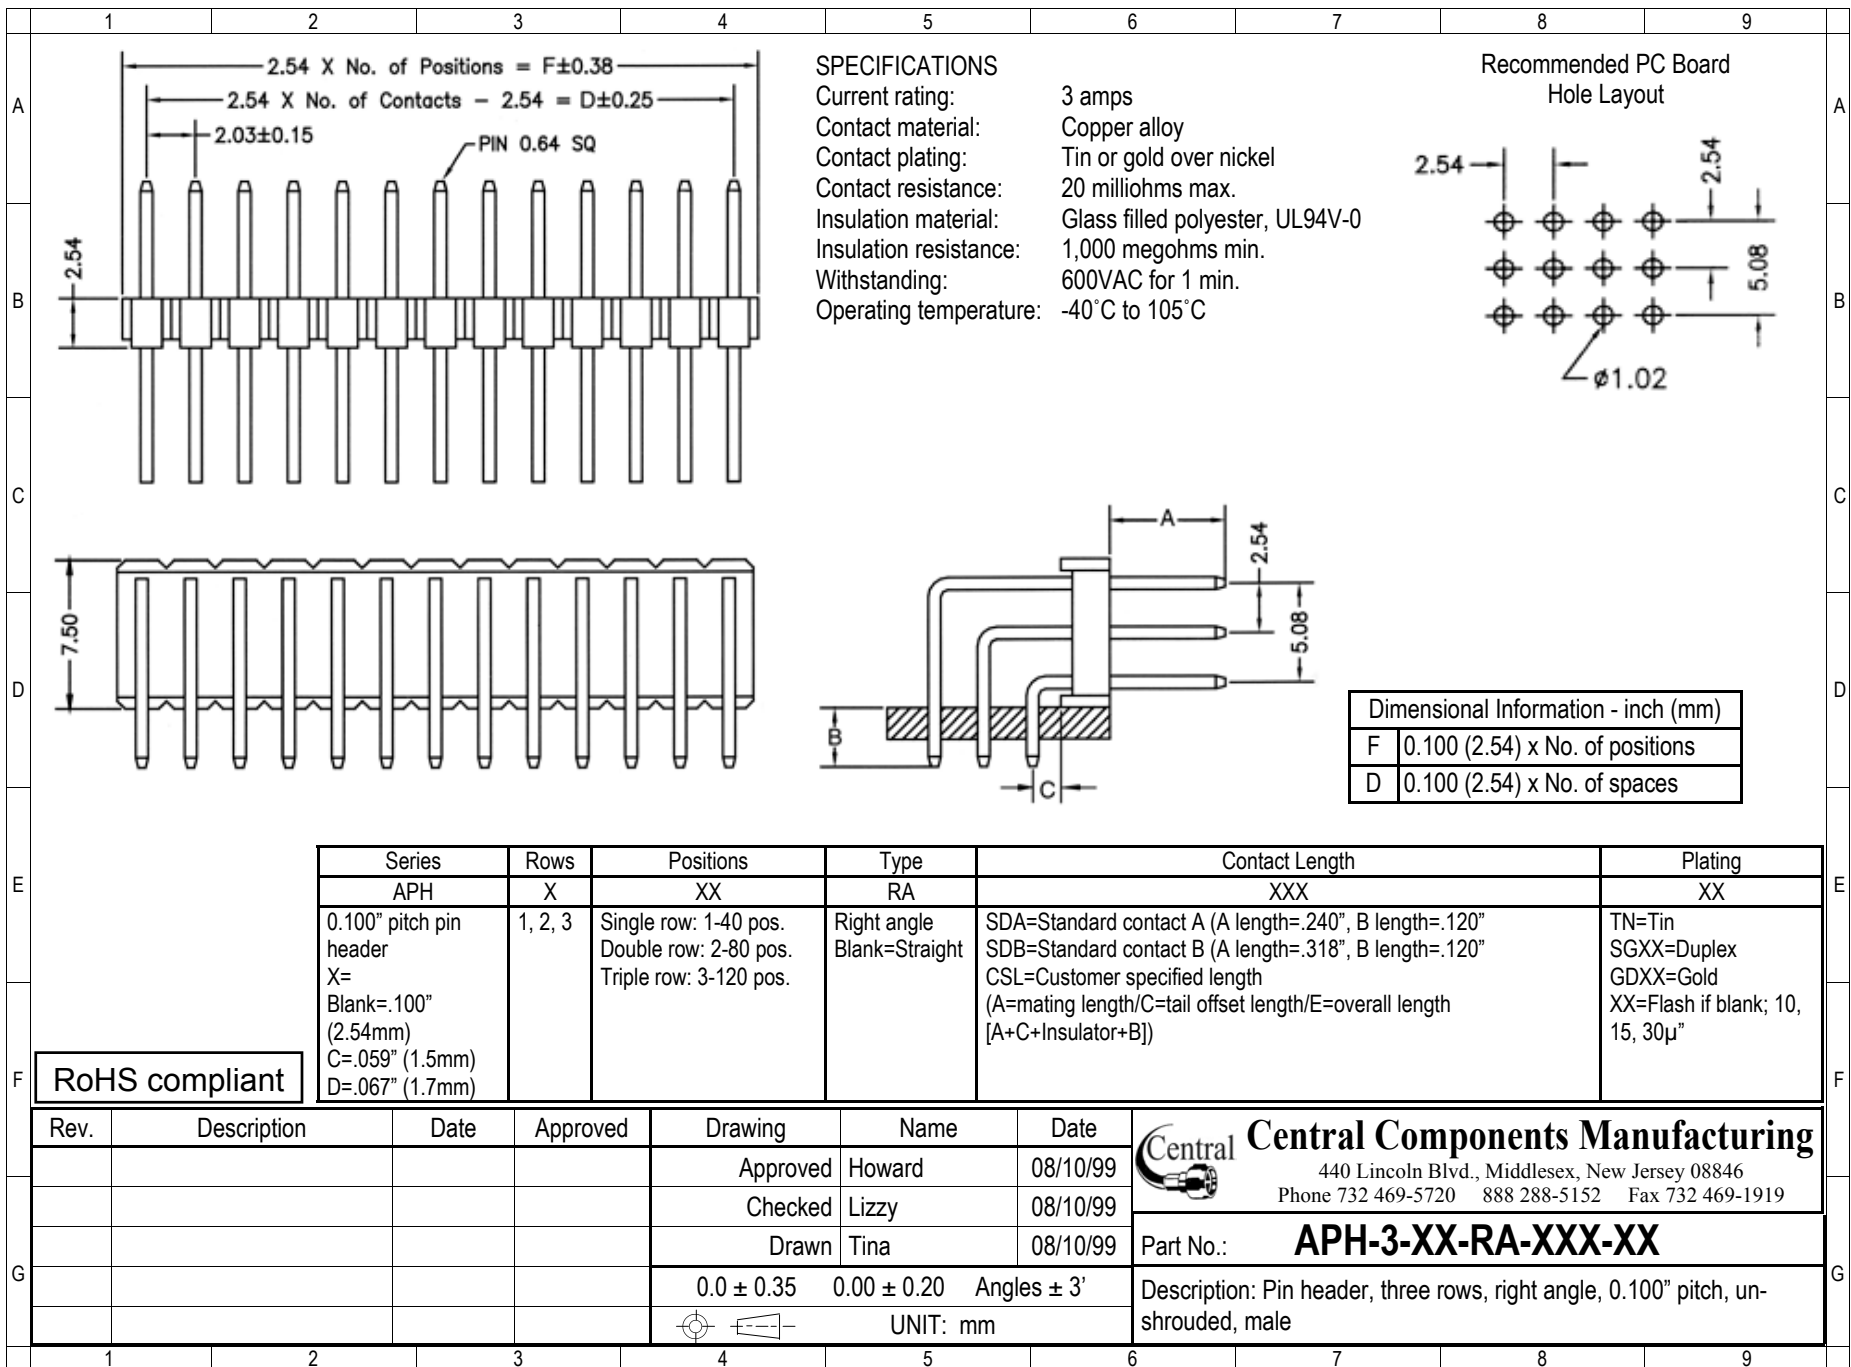 1 2 3 4 5 6 7 8 9
A A
B B
C C
D D
E E
F F
G G
2.54 X No. of Positions = F±0.38
2.54 X No. of Contacts - 2.54 = D±0.25
2.03±0.15
PIN 0.64 SQ
2.54
SPECIFICATIONS
Current rating: 3 amps
Contact material: Copper alloy
Contact plating: Tin or gold over nickel
Contact resistance: 20 milliohms max.
Insulation material: Glass filled polyester, UL94V-0
Insulation resistance: 1,000 megohms min.
Withstanding: 600VAC for 1 min.
Operating temperature: -40˚C to 105˚C
Recommended PC Board
Hole Layout
2.54
2.54
5.08
ø1.02
7.50
A
2.54
5.08
B
C
Dimensional Information - inch (mm)
F 0.100 (2.54) x No. of positions
D 0.100 (2.54) x No. of spaces
Series Rows Positions Type Contact Length Plating
APH X XX RA XXX XX
0.100” pitch pin
header
X=
Blank=.100”
(2.54mm)
C=.059” (1.5mm)
D=.067” (1.7mm)
1, 2, 3
Single row: 1-40 pos.
Double row: 2-80 pos.
Triple row: 3-120 pos.
Right angle
Blank=Straight
SDA=Standard contact A (A length=.240”, B length=.120”
SDB=Standard contact B (A length=.318”, B length=.120”
CSL=Customer specified length
(A=mating length/C=tail offset length/E=overall length
[A+C+Insulator+B])
TN=Tin
SGXX=Duplex
GDXX=Gold
XX=Flash if blank; 10,
15, 30µ”
RoHS compliant
Rev. Description Date Approved
Drawing Name Date
Approved Howard 08/10/99
Checked Lizzy 08/10/99
Drawn Tina 08/10/99
0.0 ± 0.35 0.00 ± 0.20 Angles ± 3’
UNIT: mm
Central
Central Components Manufacturing
440 Lincoln Blvd., Middlesex, New Jersey 08846
Phone 732 469-5720 888 288-5152 Fax 732 469-1919
Part No.: APH-3-XX-RA-XXX-XX
Description: Pin header, three rows, right angle, 0.100” pitch, un-
shrouded, male
1 2 3 4 5 6 7 8 9